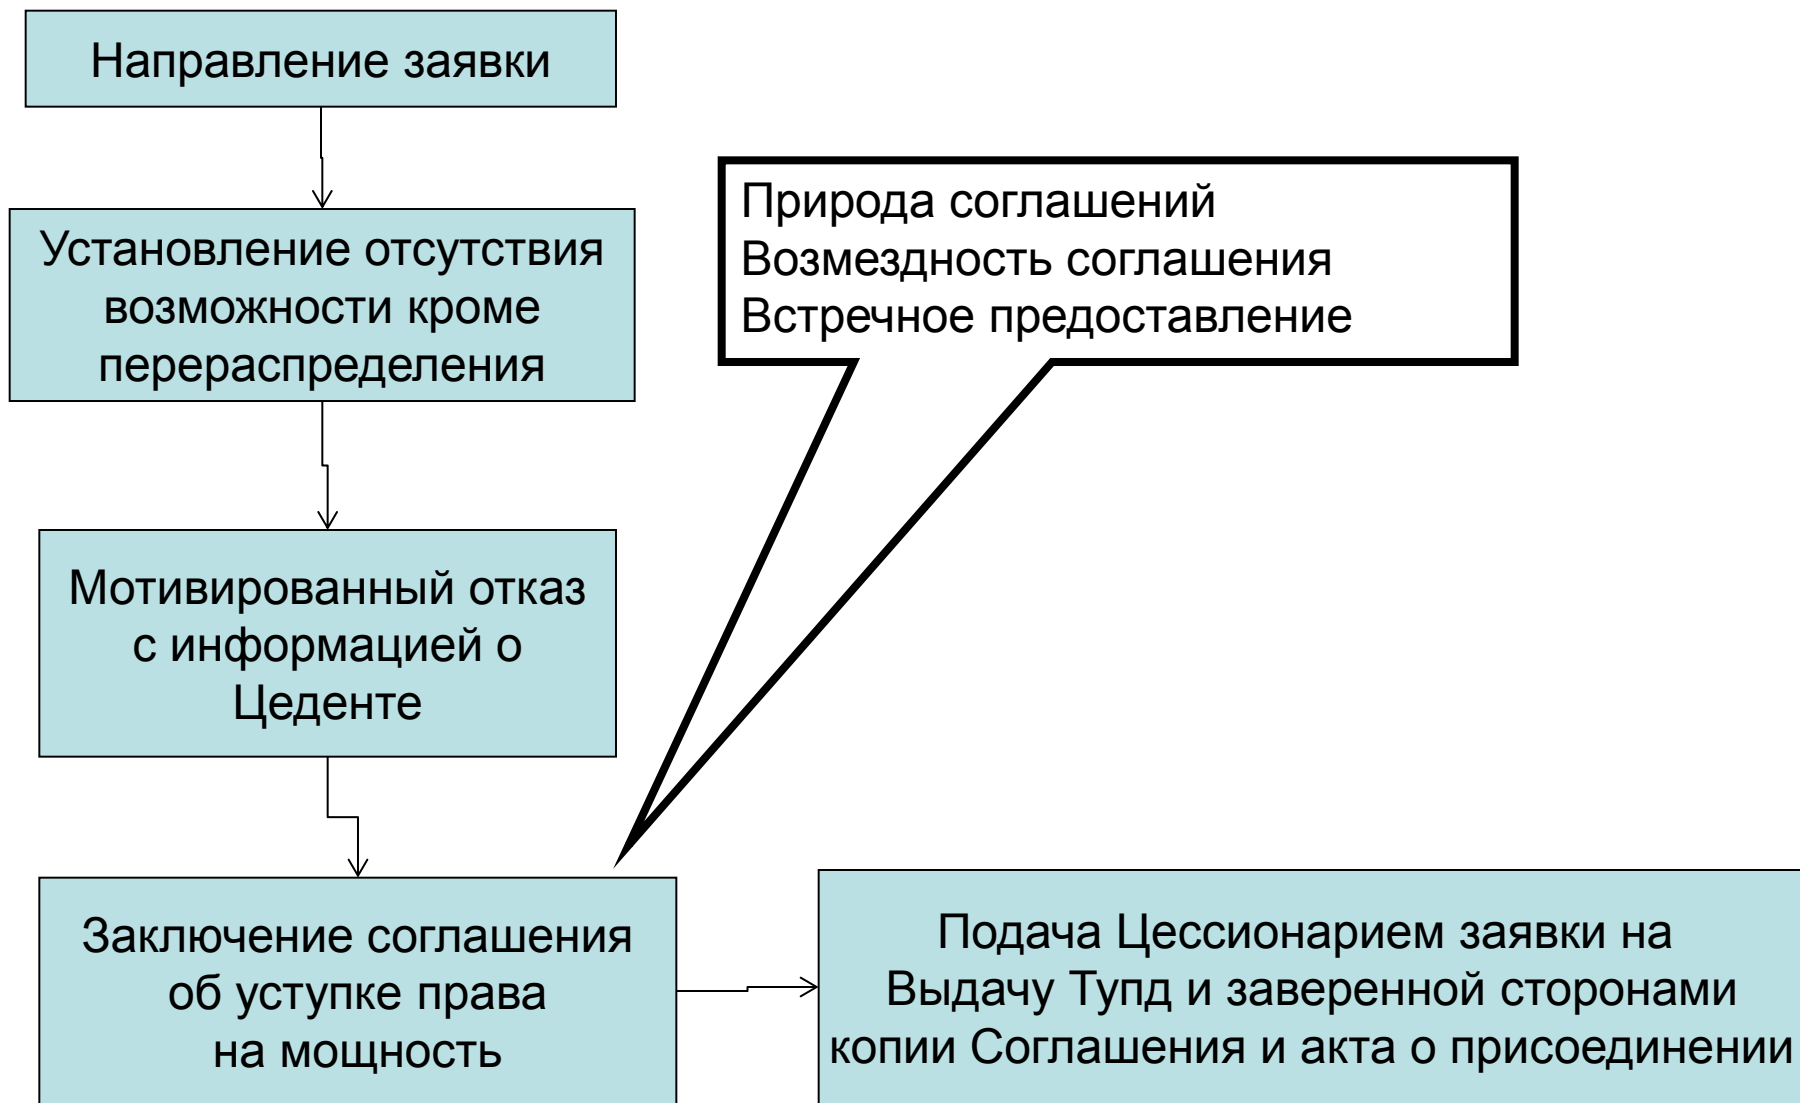 Направление заявки
Установление отсутствия
возможности кроме
перераспределения
Природа соглашений
Возмездность соглашения
Встречное предоставление
Мотивированный отказ
с информацией о
Цеденте
Заключение соглашения
об уступке права
на мощность
Подача Цессионарием заявки на
Выдачу Тупд и заверенной сторонами
копии Соглашения и акта о присоединении